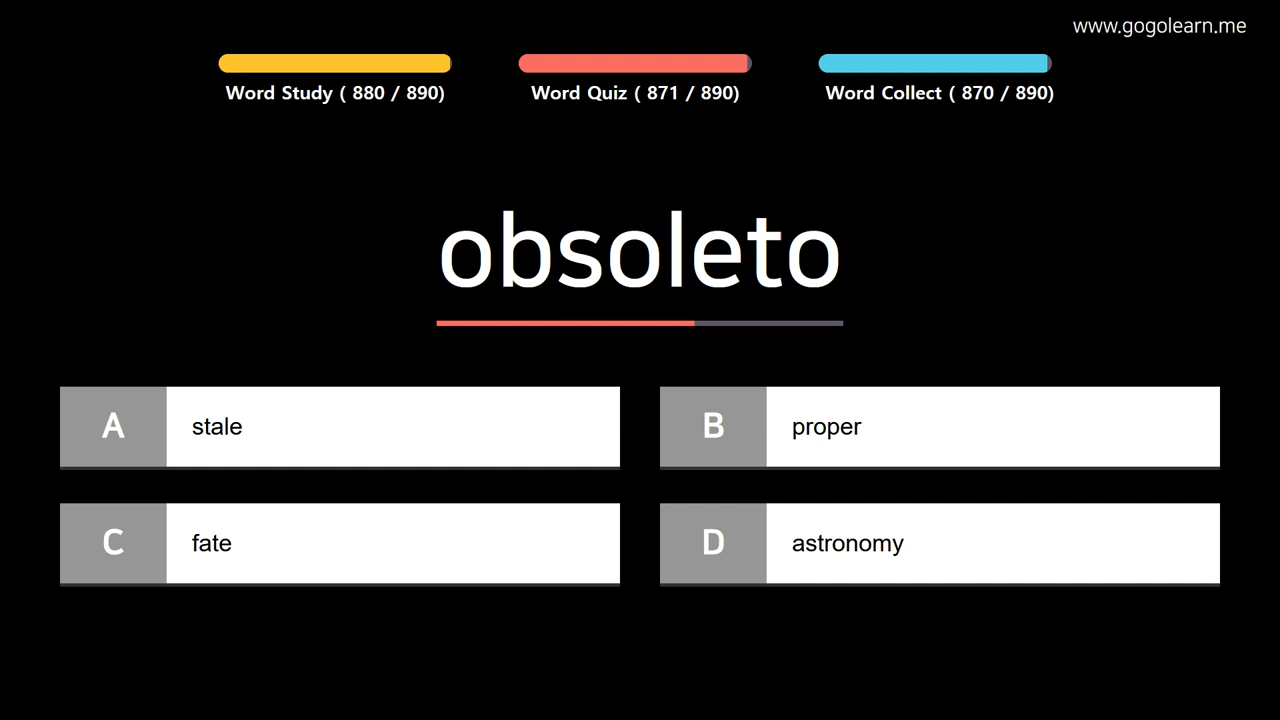 www.gogolearn.me
Word Study ( 880 / 890)
Word Quiz ( 871 / 890)
Word Collect ( 870 / 890)
obsoleto
A stale
B proper
C fate
D astronomy